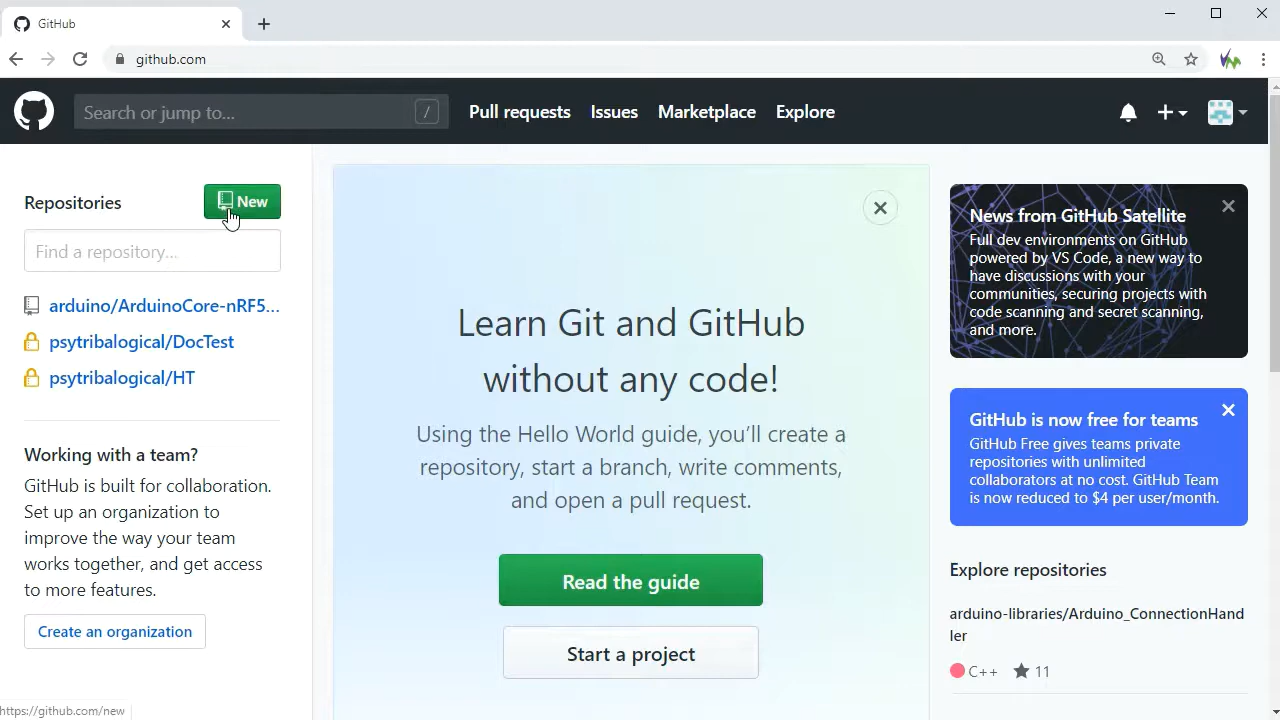 GitHub
github.com
Search or jump to...
/
Pull requests
Issues
Marketplace
Explore
Repositories
New
Find a repository...
arduino/ArduinoCore-nRF5...
psytribalogical/DocTest
psytribalogical/HT
Working with a team?
GitHub is built for collaboration.
Set up an organization to
improve the way your team
works together, and get access
to more features.
Create an organization
https://github.com/new
Learn Git and GitHub
without any code!
Using the Hello World guide, you’ll create a
repository, start a branch, write comments,
and open a pull request.
Read the guide
Start a project
News from GitHub Satellite
Full dev environments on GitHub
powered by VS Code, a new way to
have discussions with your
communities, securing projects with
code scanning and secret scanning,
and more.
GitHub is now free for teams
GitHub Free gives teams private
repositories with unlimited
collaborators at no cost. GitHub Team
is now reduced to $4 per user/month.
Explore repositories
arduino-libraries/Arduino_ConnectionHand
ler
C++
11